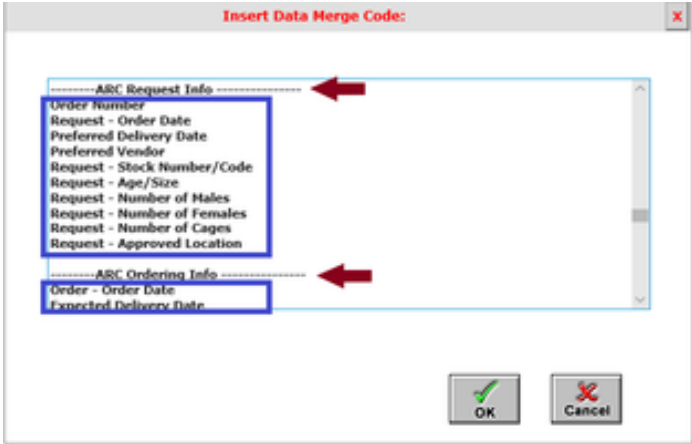 Insert Data Merge Code:
x
---------ARC Request Info -----------------
Order Number
Request - Order Date
Preferred Delivery Date
Preferred Vendor
Request - Stock Number/Code
Request - Age/Size
Request - Number of Males
Request - Number of Females
Request - Number of Cages
Request - Approved Location
---------ARC Ordering Info -----------------
Order - Order Date
Expected Delivery Date
OK
Cancel